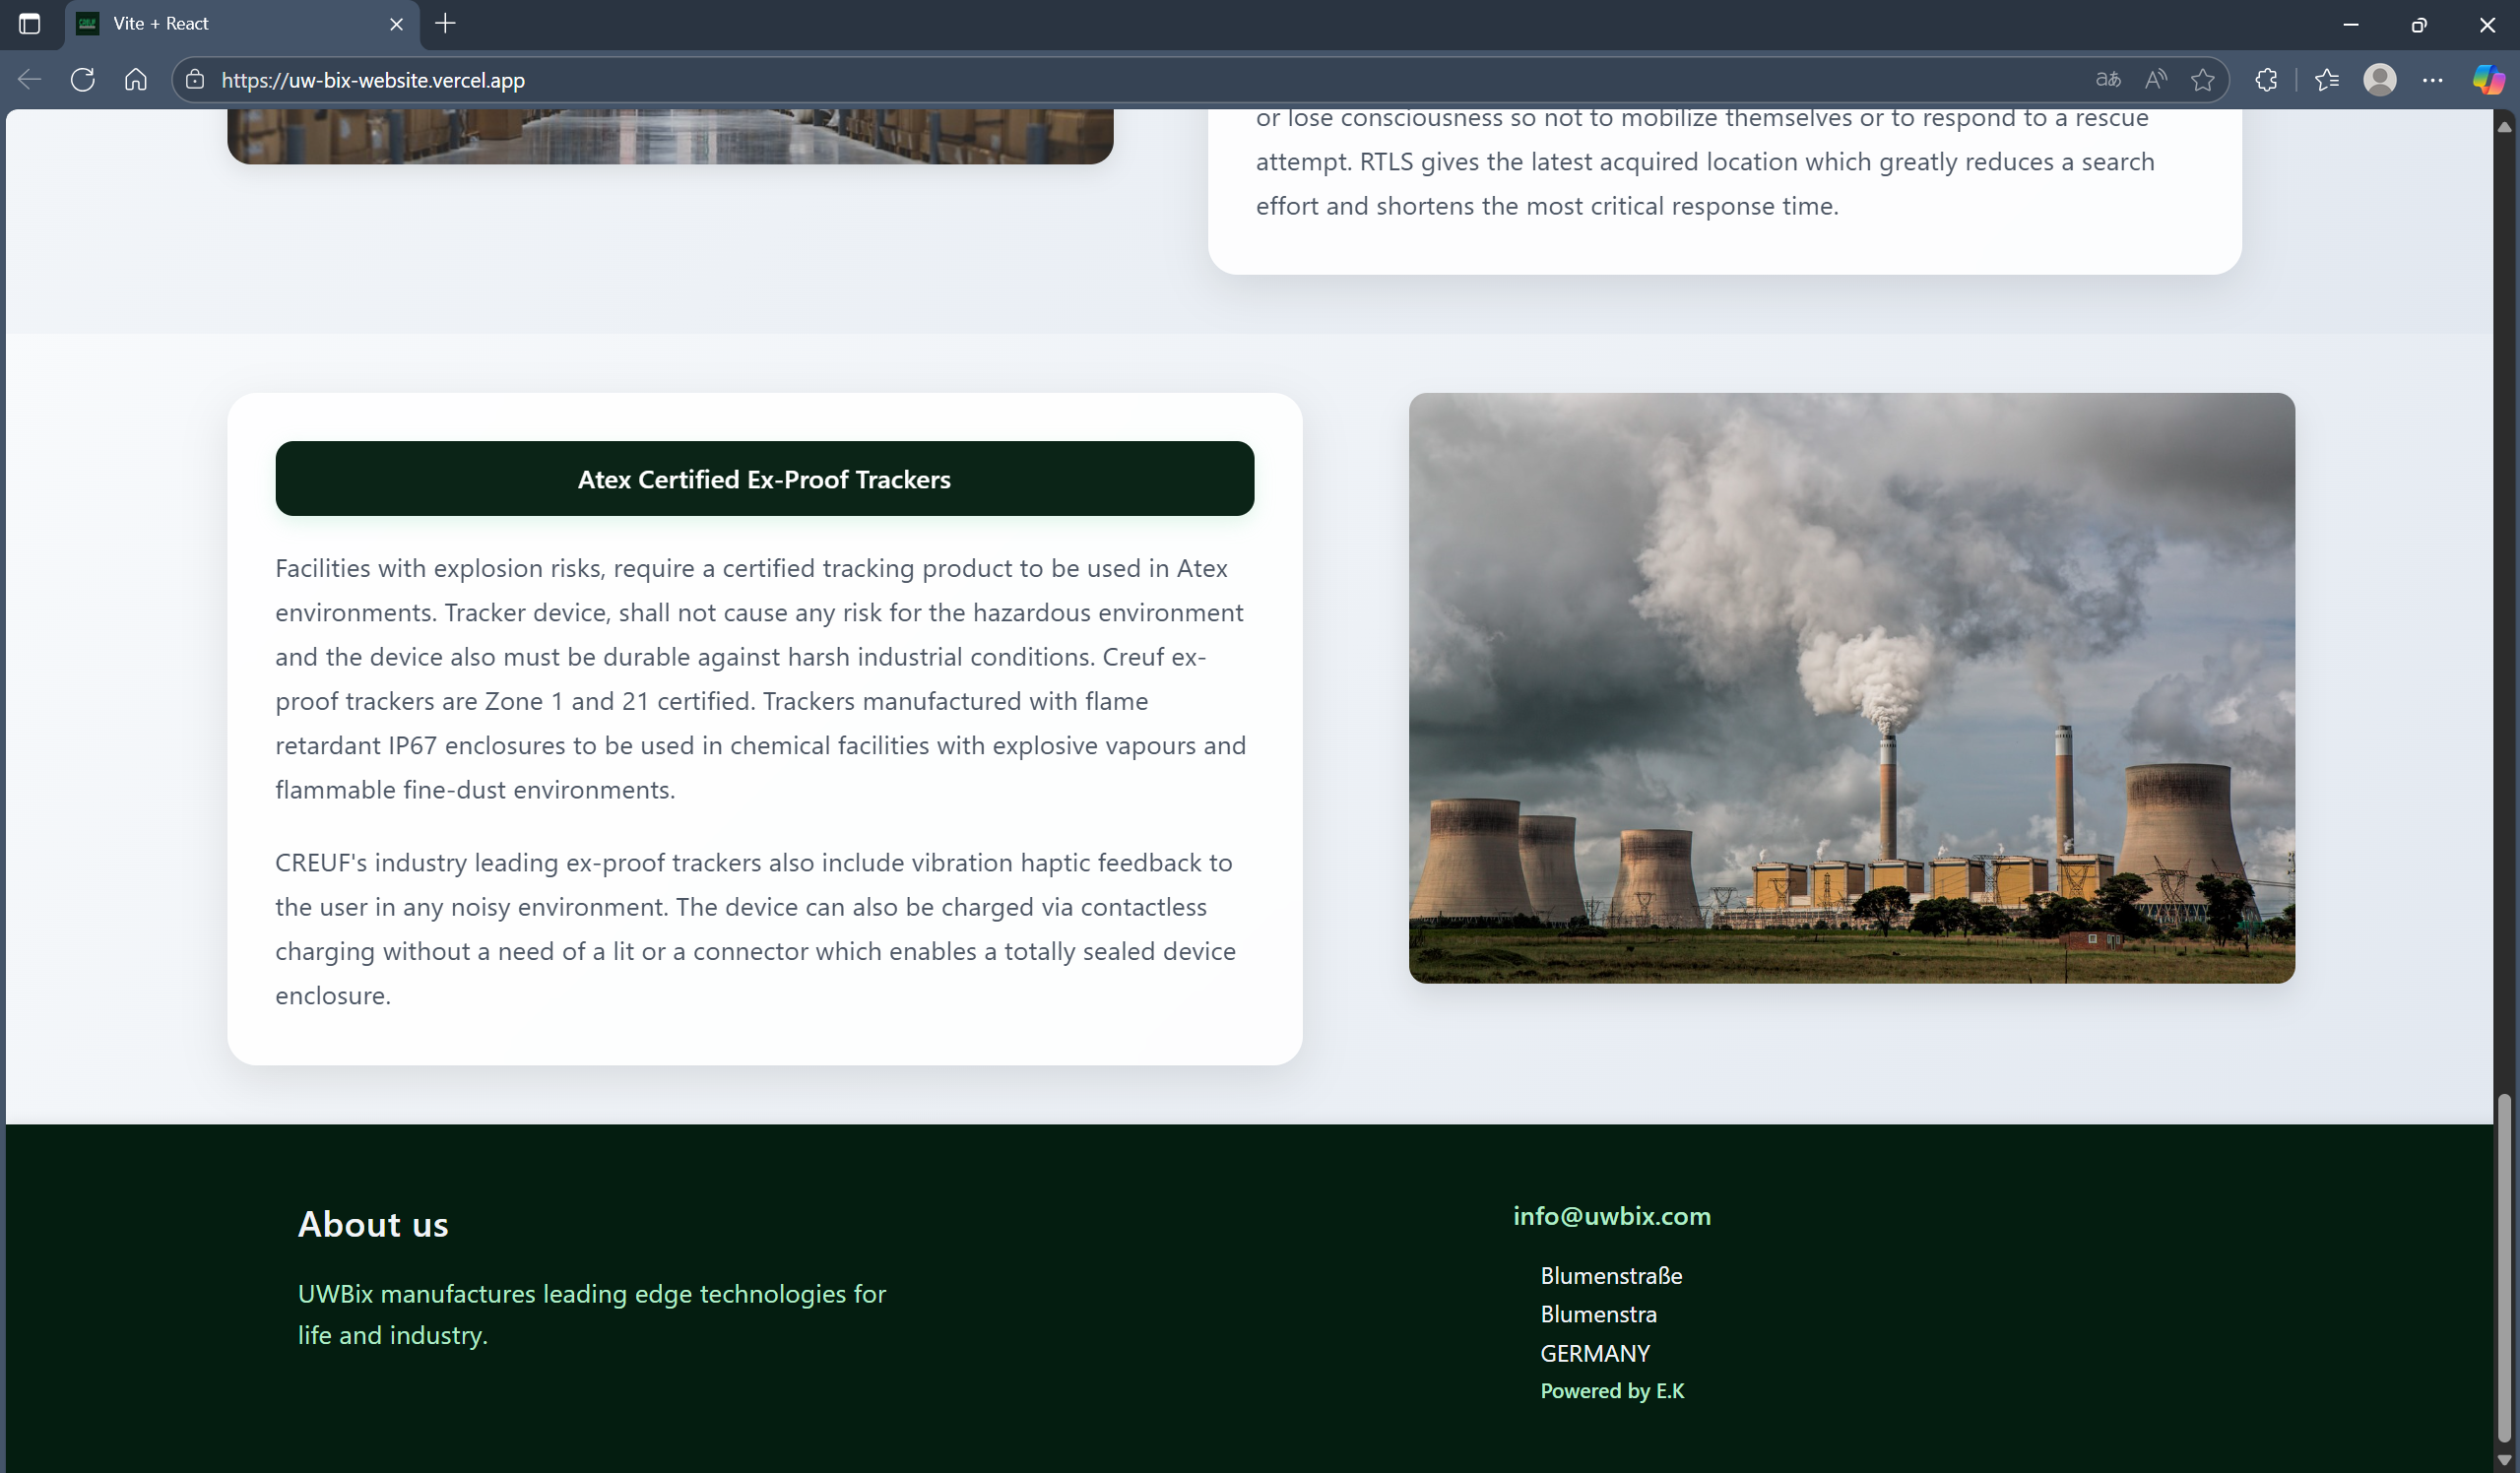 Vite + React
https://uw-bix-website.vercel.app
or lose consciousness so not to mobilize themselves or to respond to a rescue
attempt. RTLS gives the latest acquired location which greatly reduces a search
effort and shortens the most critical response time.
Atex Certified Ex-Proof Trackers
Facilities with explosion risks, require a certified tracking product to be used in Atex
environments. Tracker device, shall not cause any risk for the hazardous environment
and the device also must be durable against harsh industrial conditions. Creuf ex-
proof trackers are Zone 1 and 21 certified. Trackers manufactured with flame
retardant IP67 enclosures to be used in chemical facilities with explosive vapours and
flammable fine-dust environments.
CREUF's industry leading ex-proof trackers also include vibration haptic feedback to
the user in any noisy environment. The device can also be charged via contactless
charging without a need of a lit or a connector which enables a totally sealed device
enclosure.
About us
UWBix manufactures leading edge technologies for
life and industry.
info@uwbix.com
Blumenstraße
Blumenstra
GERMANY
Powered by E.K